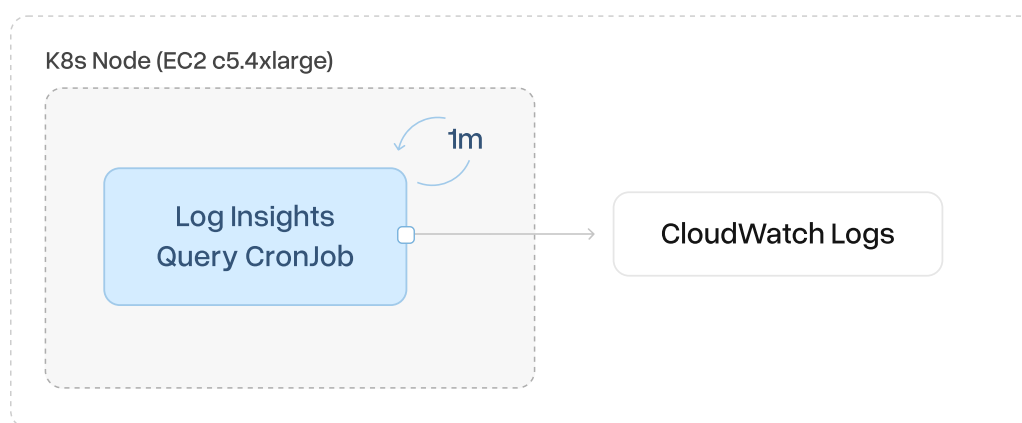 K8s Node (EC2 c5.4xlarge)
1m
Log Insights
Query CronJob
CloudWatch Logs